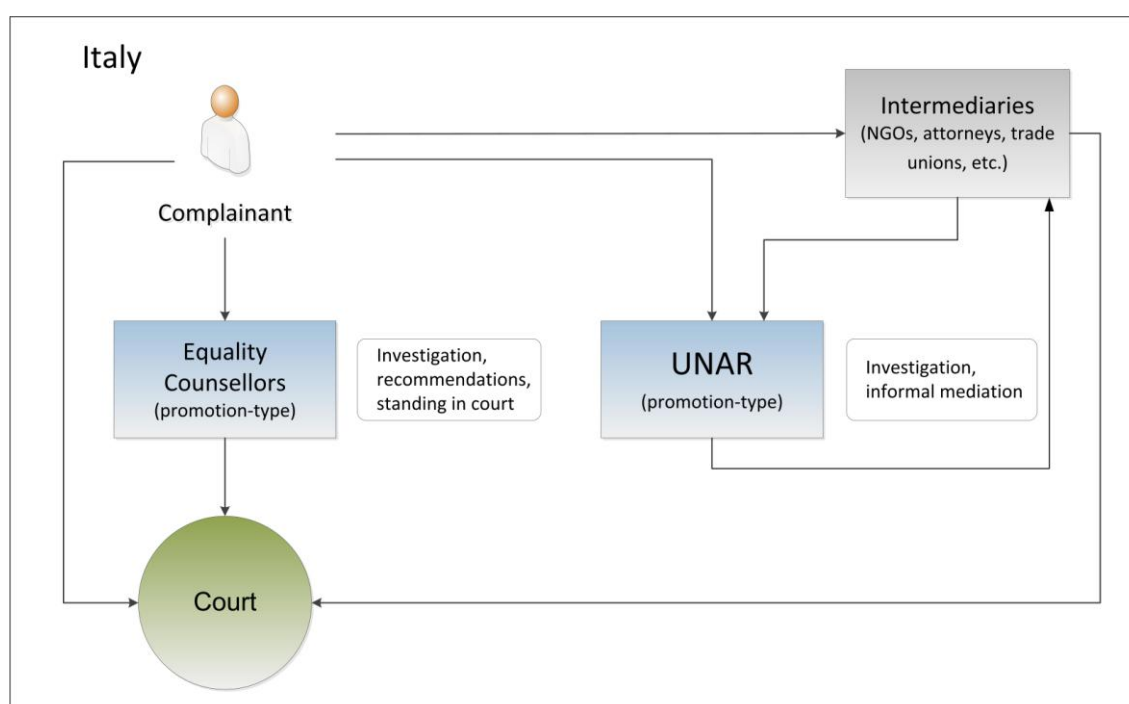 Italy
Complainant
Intermediaries
(NGOs, attorneys, trade
unions, etc.)
Equality
Counsellors
(promotion-type)
Investigation,
recommendations,
standing in court
UNAR
(promotion-type)
Investigation,
informal mediation
Court